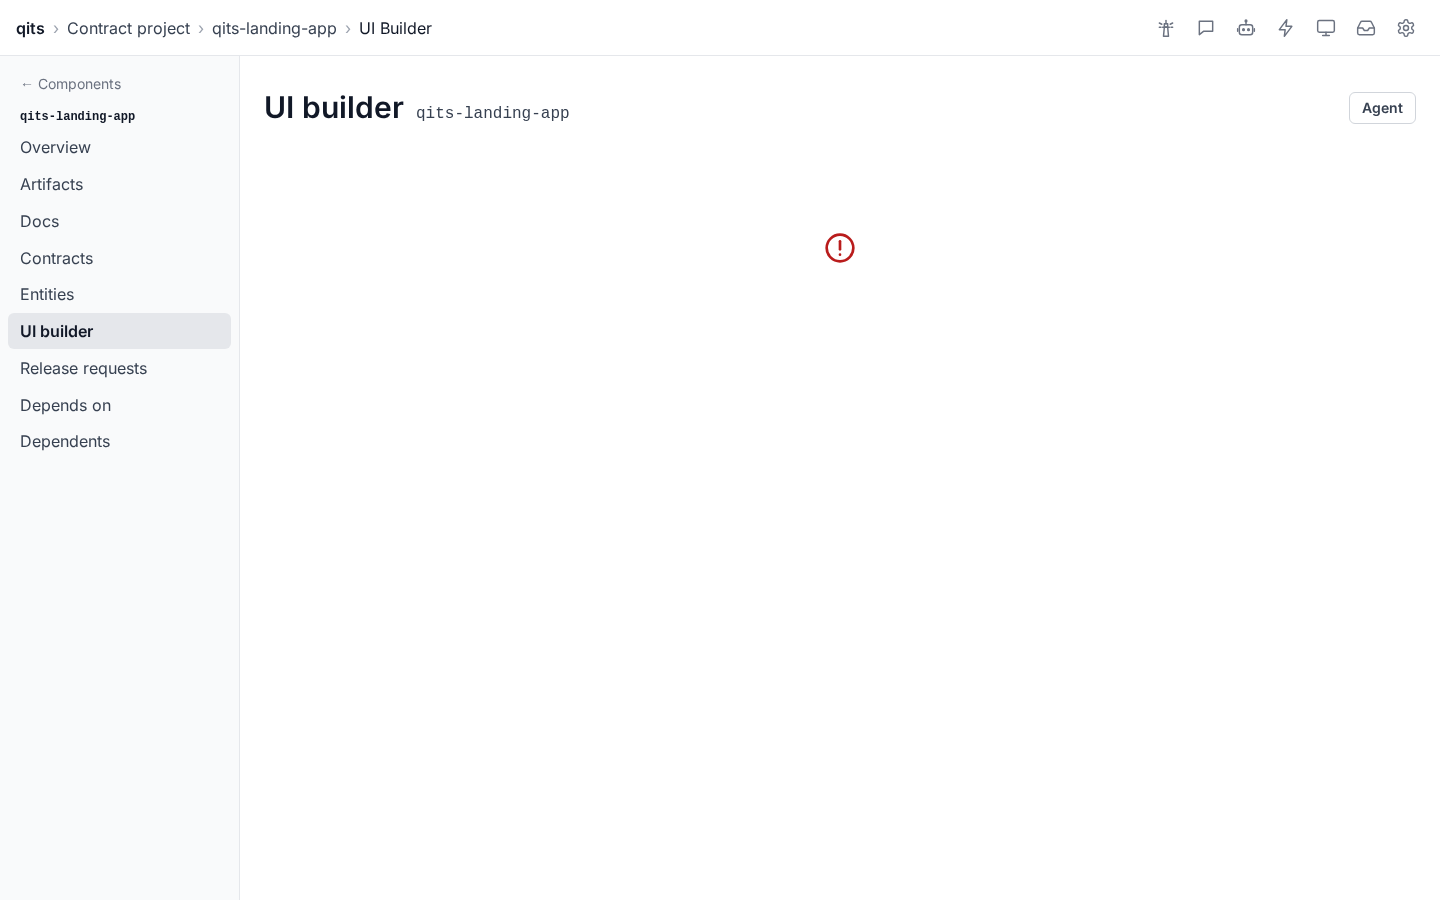 qits › Contract project › qits-landing-app › UI Builder
← Components
qits-landing-app
Overview
Artifacts
Docs
Contracts
Entities
UI builder
Release requests
Depends on
Dependents
UI builder qits-landing-app
Agent